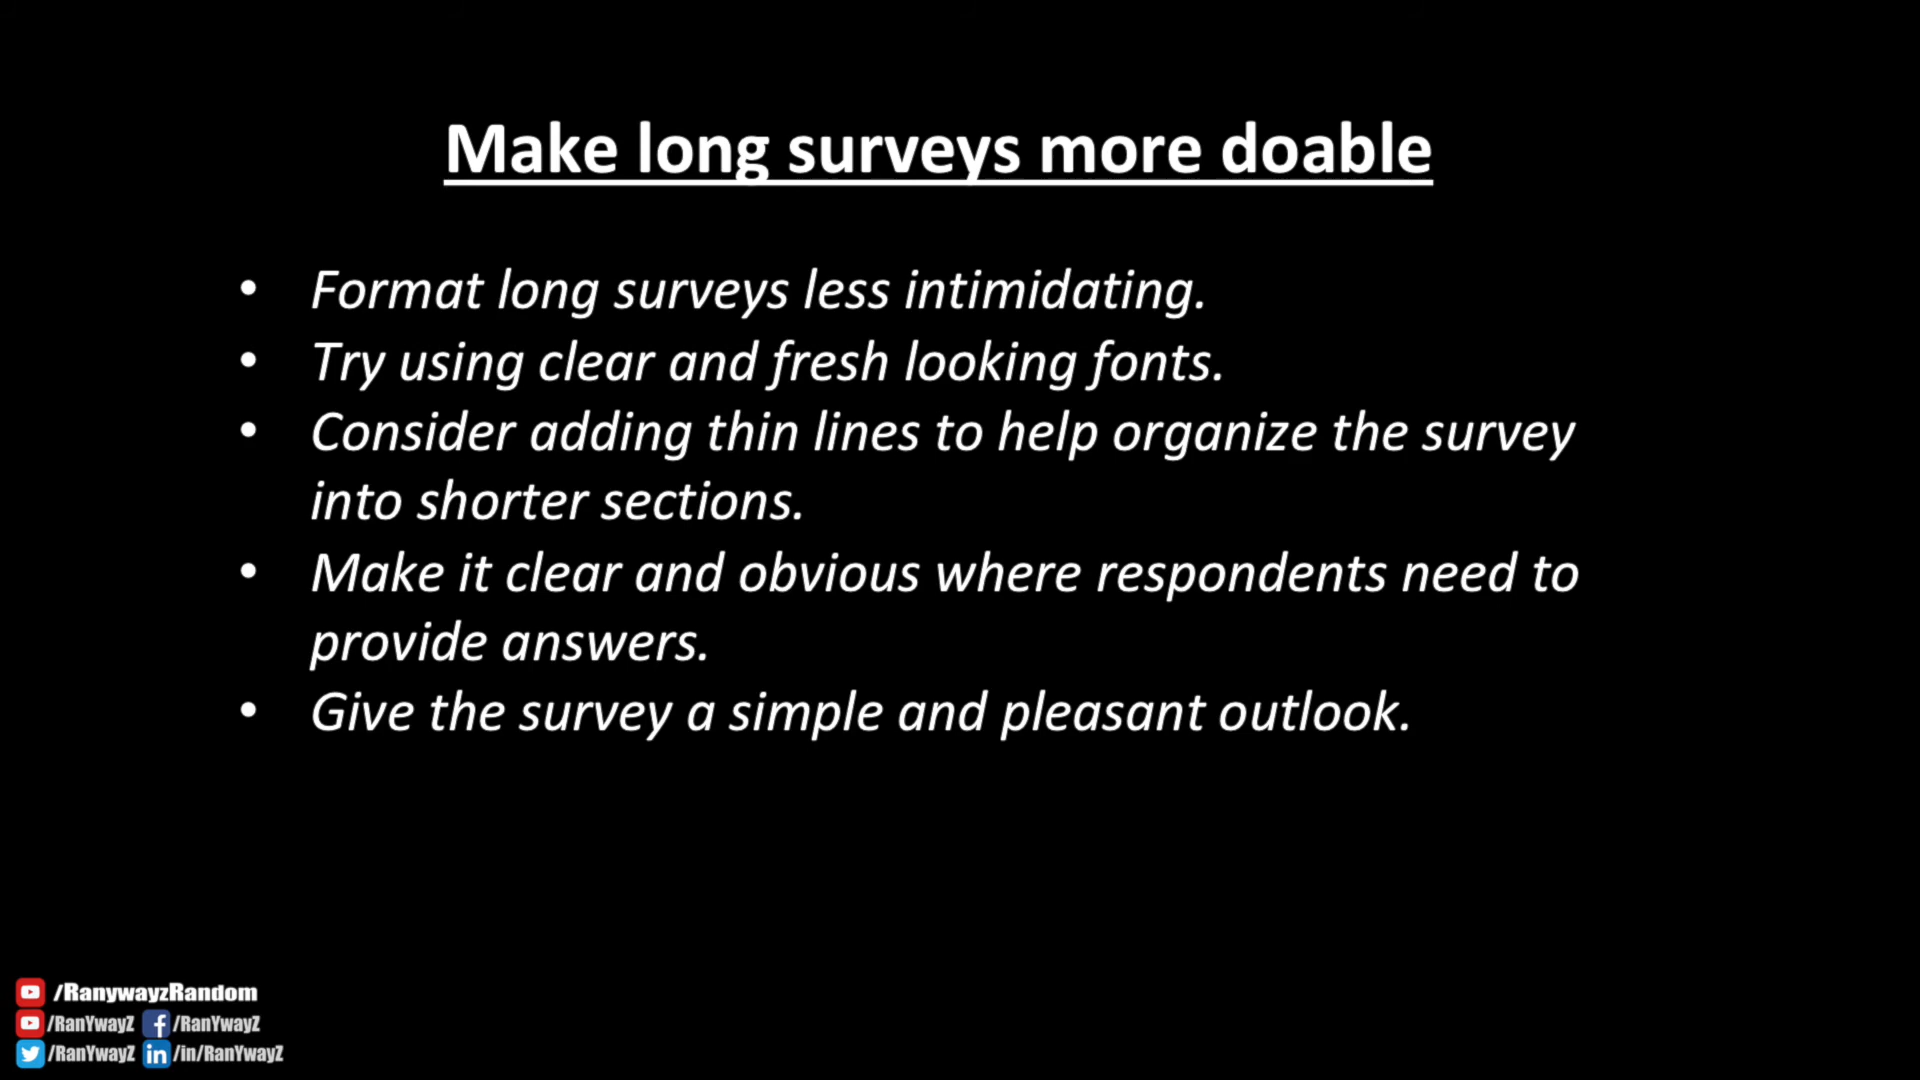 Make long surveys more doable
• Format long surveys less intimidating.
• Try using clear and fresh looking fonts.
• Consider adding thin lines to help organize the survey
into shorter sections.
• Make it clear and obvious where respondents need to
provide answers.
• Give the survey a simple and pleasant outlook.
/RanywayzRandom
/RanYwayZ /RanYwayZ
/RanYwayZ /in/RanYwayZ